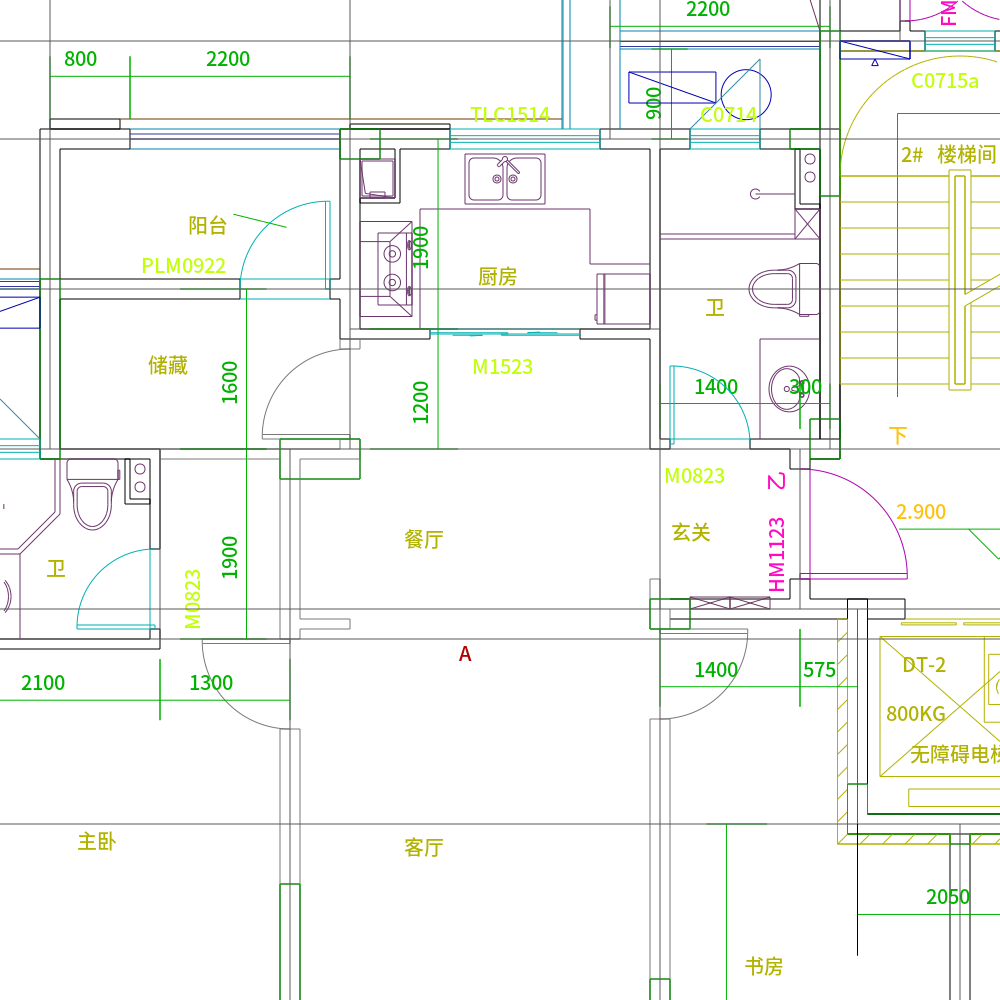 2200
FM
800
2200
C0715a
900
TLC1514
C0714
2# 楼梯间
阳台
1900
PLM0922
厨房
卫
储藏
1600
M1523
1200
1400
300
下
M0823
乙
2.900
玄关
餐厅
HM1123
1900
卫
M0823
A
DT-2
2100
1300
1400
575
800KG
无障碍电梯
主卧
客厅
2050
书房